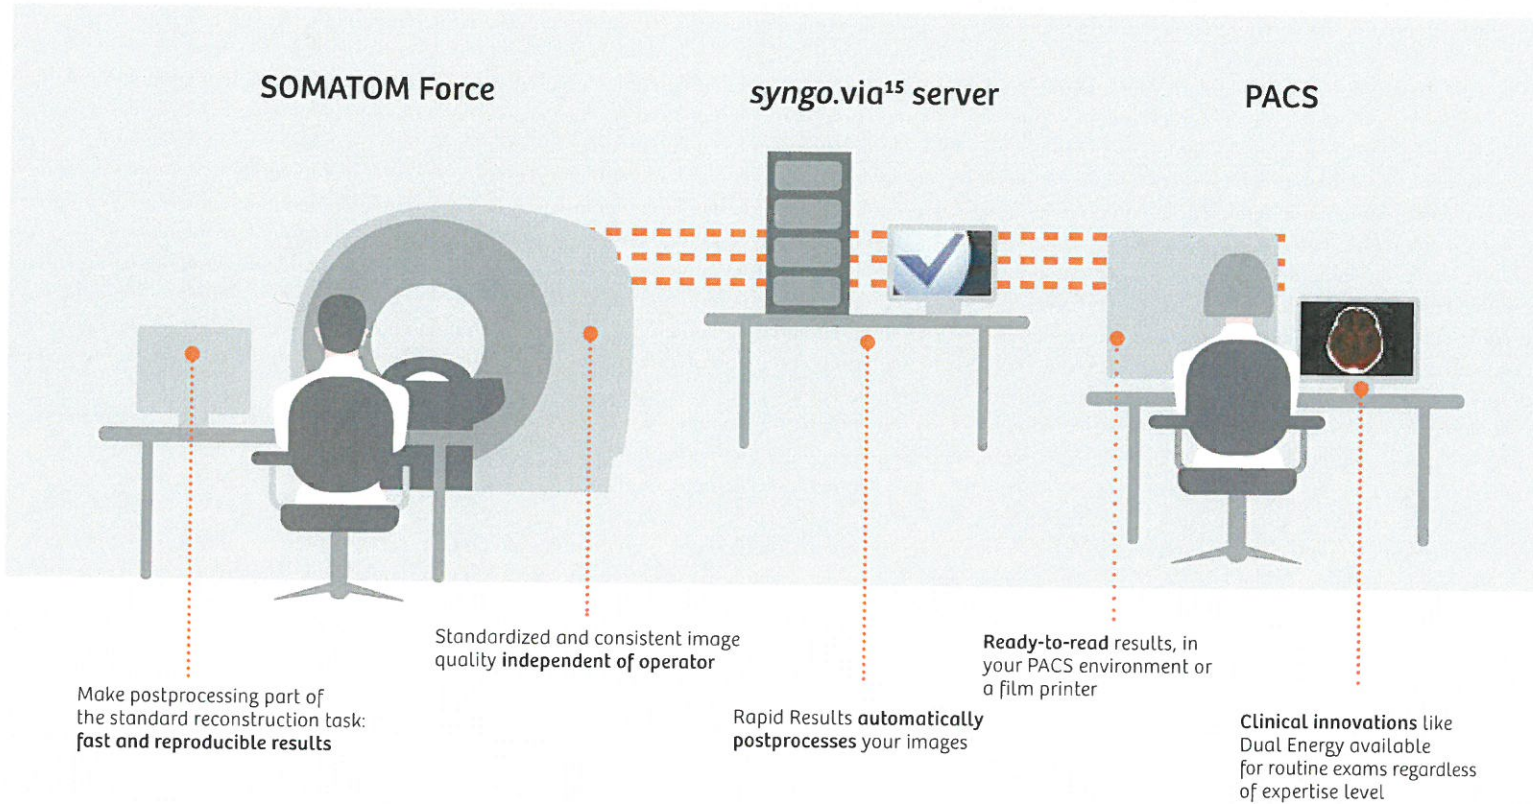 SOMATOM Force
syngo.via¹⁵ server
PACS
Standardized and consistent image
quality independent of operator
Make postprocessing part of
the standard reconstruction task:
fast and reproducible results
Rapid Results automatically
postprocesses your images
Ready-to-read results, in
your PACS environment or
a film printer
Clinical innovations like
Dual Energy available
for routine exams regardless
of expertise level